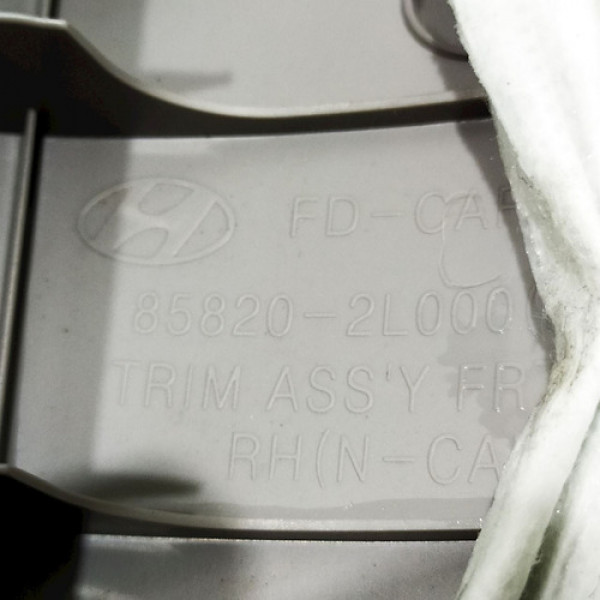 FD-CA
85820-2L000
TRIM ASS'Y FR
RH(N-CA